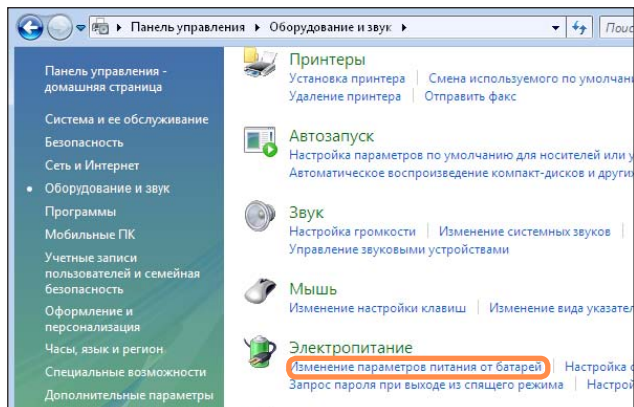 Панель управления ▸ Оборудование и звук ▸
Панель управления -
домашняя страница
Система и ее обслуживание
Безопасность
Сеть и Интернет
• Оборудование и звук
Программы
Мобильные ПК
Учетные записи
пользователей и семейная
безопасность
Оформление и
персонализация
Часы, язык и регион
Специальные возможности
Дополнительные параметры
Принтеры
Установка принтера | Смена используемого по умолчани
Удаление принтера | Отправить факс
Автозапуск
Настройка параметров по умолчанию для носителей или у
Автоматическое воспроизведение компакт-дисков и других
Звук
Настройка громкости | Изменение системных звуков |
Управление звуковыми устройствами
Мышь
Изменение настройки клавиш | Изменение вида указател
Электропитание
Изменение параметров питания от батарей | Настройка
Запрос пароля при выходе из спящего режима | Настрой